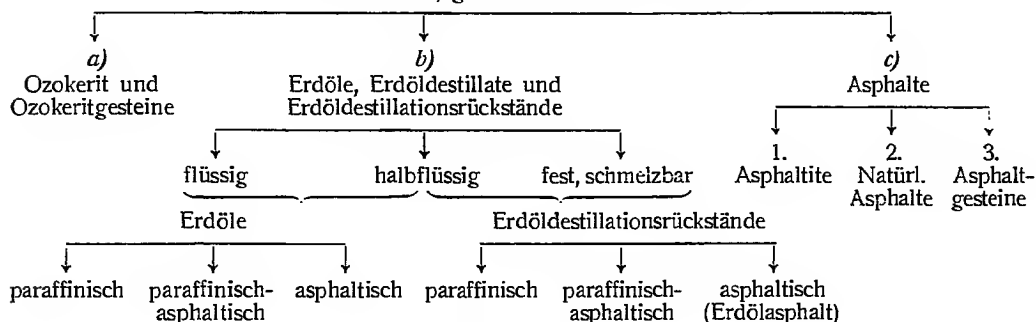 a)
Ozokerit und
Ozokeritgesteine
b)
Erdöle, Erdöldestillate und
Erdöldestillationsrückstände
c)
Asphalte
flüssig halbflüssig fest, schmelzbar
1.
Asphaltite
2.
Natürl.
Asphalte
3.
Asphalt-
gesteine
Erdöle
Erdöldestillationsrückstände
paraffinisch
paraffinisch-
asphaltisch
asphaltisch
paraffinisch
paraffinisch-
asphaltisch
asphaltisch
(Erdölasphalt)